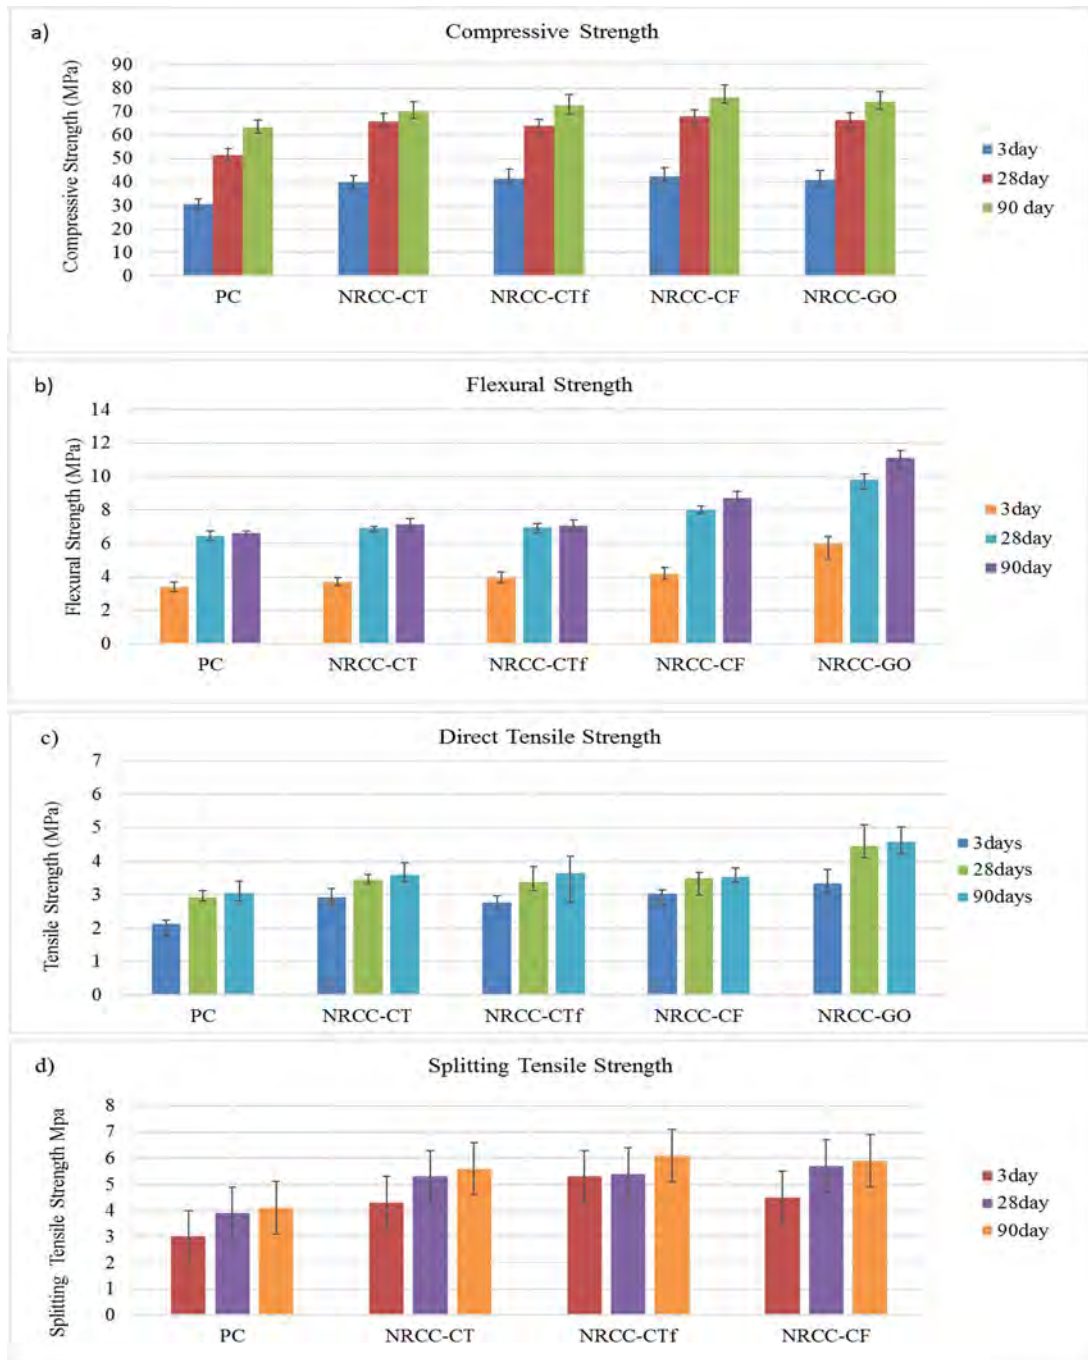 a)
Compressive Strength
Compressive Strength (MPa)
90
80
70
60
50
40
30
20
10
0
PC NRCC-CT NRCC-CTf NRCC-CF NRCC-GO
3day
28day
90 day
b)
Flexural Strength
Flexural Strength (MPa)
14
12
10
8
6
4
2
0
PC NRCC-CT NRCC-CTf NRCC-CF NRCC-GO
3day
28day
90day
c)
Direct Tensile Strength
Tensile Strength (MPa)
7
6
5
4
3
2
1
0
PC NRCC-CT NRCC-CTf NRCC-CF NRCC-GO
3days
28days
90days
d)
Splitting Tensile Strength
Splitting Tensile Strength Mpa
8
7
6
5
4
3
2
1
0
PC NRCC-CT NRCC-CTf NRCC-CF
3day
28day
90day